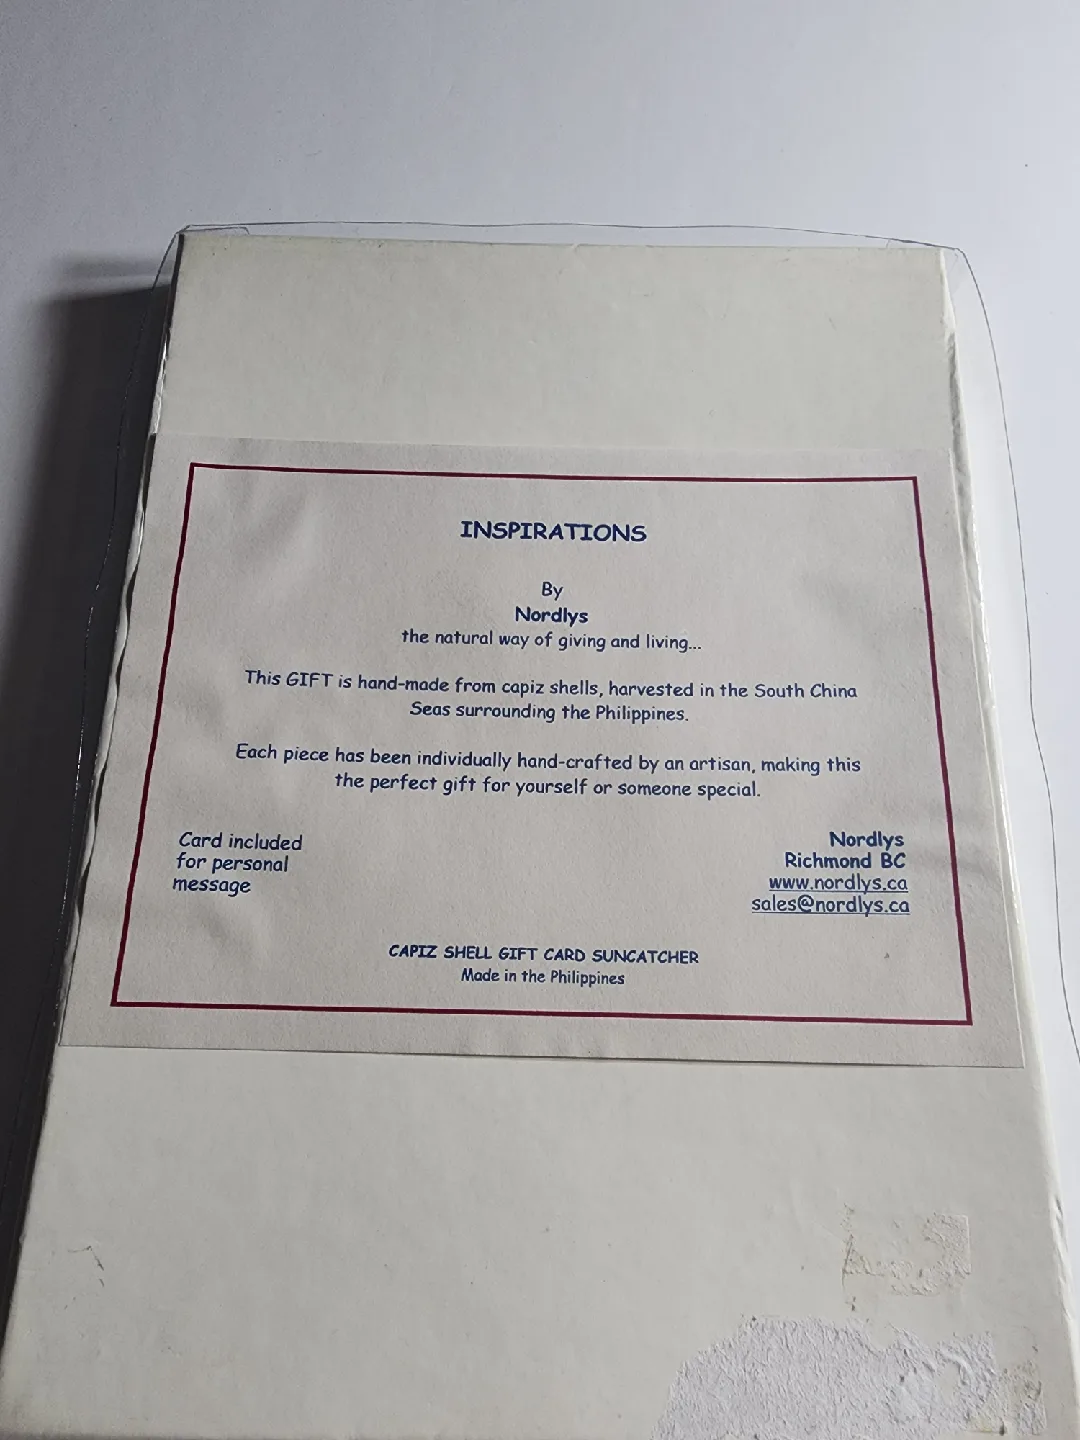 INSPIRATIONS
By
Nordlys
the natural way of giving and living...
This GIFT is hand-made from capiz shells, harvested in the South China
Seas surrounding the Philippines.
Each piece has been individually hand-crafted by an artisan, making this
the perfect gift for yourself or someone special.
Card included
for personal
message
Nordlys
Richmond BC
www.nordlys.ca
sales@nordlys.ca
CAPIZ SHELL GIFT CARD SUNCATCHER
Made in the Philippines